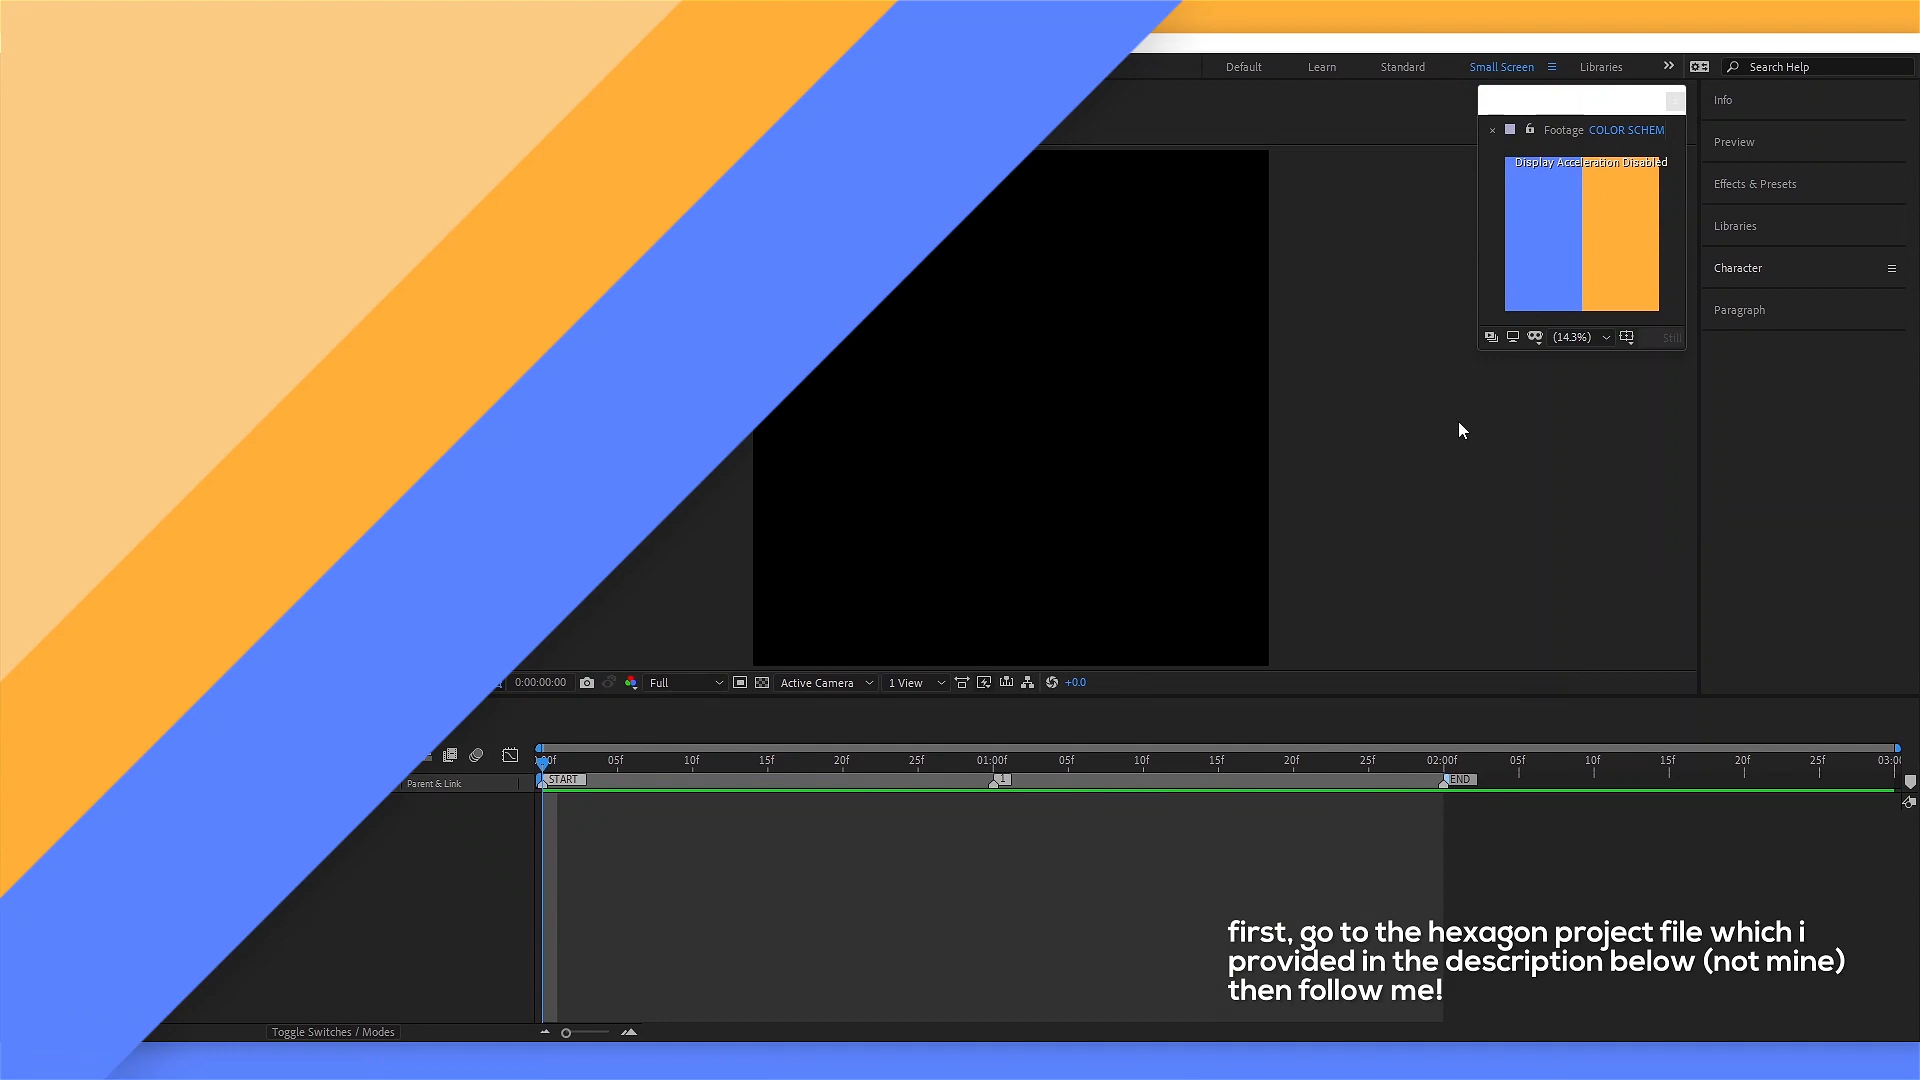 Default Learn Standard Small Screen Libraries Search Help
Info
Footage COLOR SCHEM
Preview
Display Acceleration Disabled
Effects & Presets
Libraries
Character
Paragraph
(14.3%) Still
0:00:00:00 Full Active Camera 1 View +0.0
05f 10f 15f 20f 25f 01:00f 05f 10f 15f 20f 25f 02:00f 05f 10f 15f 20f 25f
START 1 END
Parent & Link
first, go to the hexagon project file which i
provided in the description below (not mine)
then follow me!
Toggle Switches / Modes